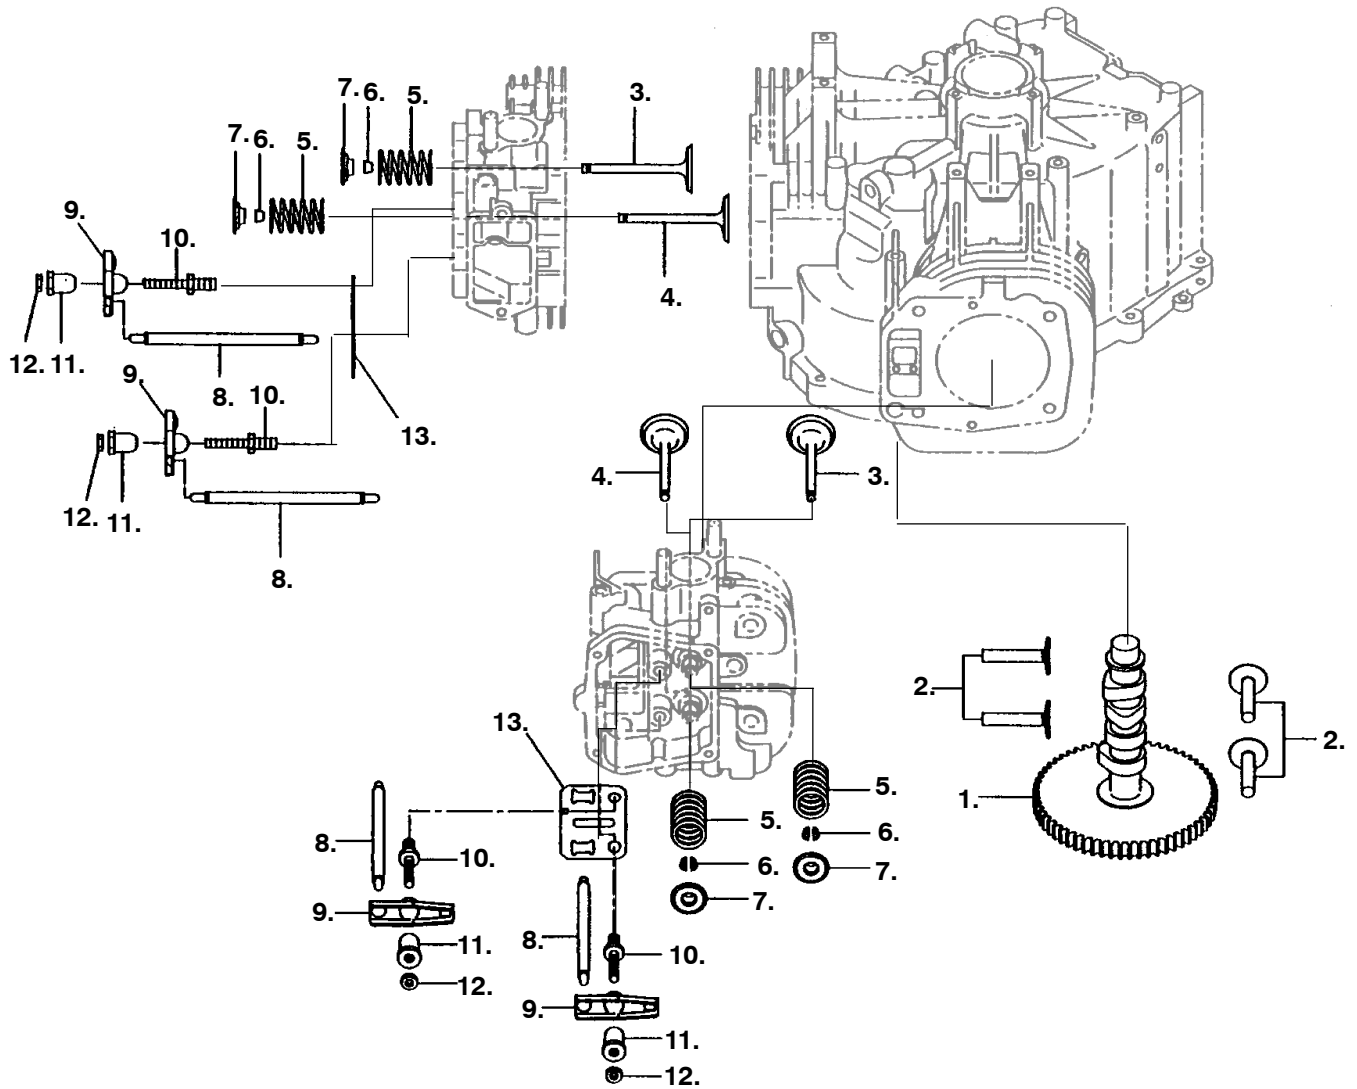 7. 6. 5. 3.
7. 6. 5.
9. 10. 4.
12. 11. 8. 13.
9. 10.
12. 11. 8.
4. 3.
2. 2.
13. 1.
5. 5.
6. 6.
7. 7.
8. 10.
9. 8. 10.
11.
12. 9.
11.
12.